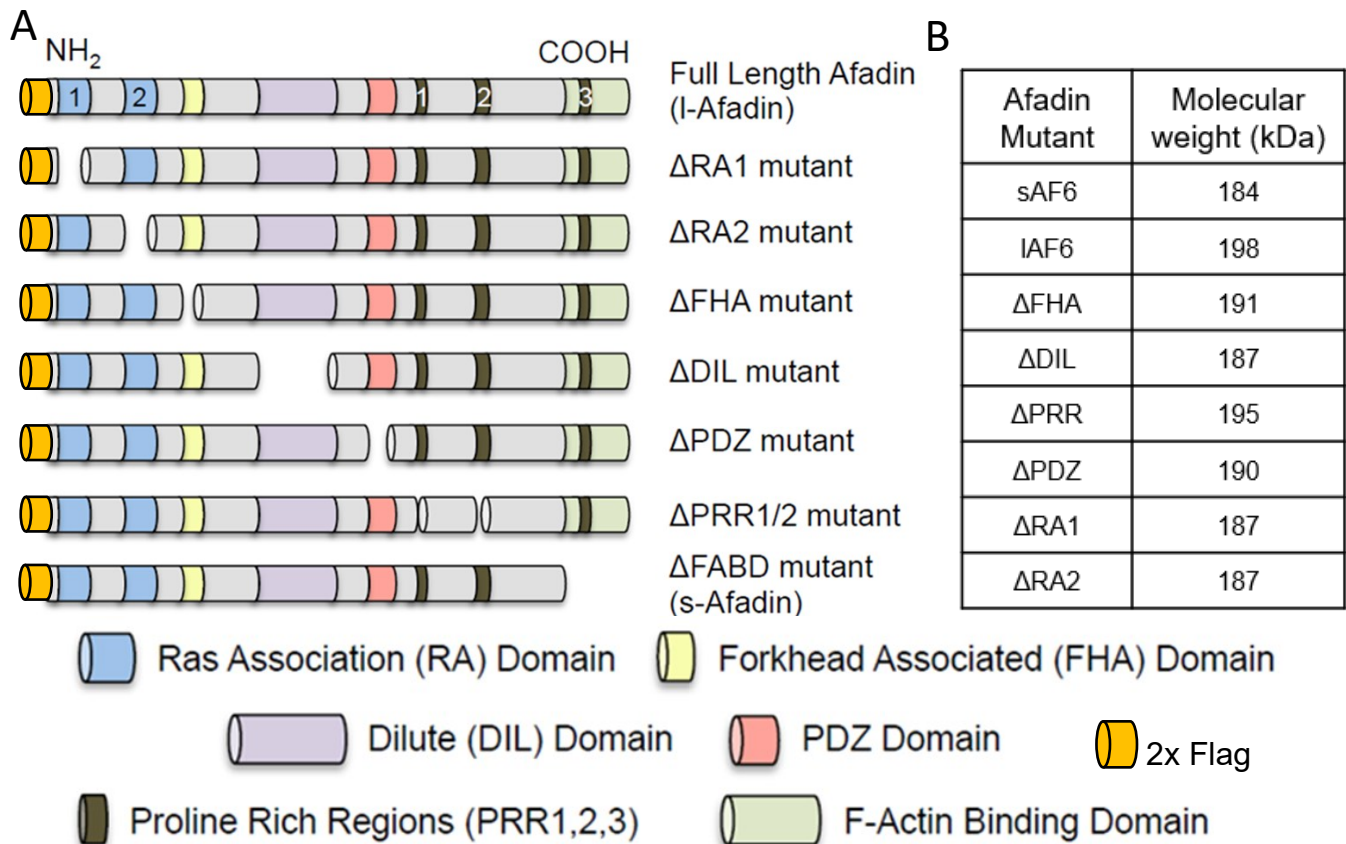 A
NH₂
COOH
1
2
1
2
3
Full Length Afadin
(l-Afadin)
ΔRA1 mutant
ΔRA2 mutant
ΔFHA mutant
ΔDIL mutant
ΔPDZ mutant
ΔPRR1/2 mutant
ΔFABD mutant
(s-Afadin)
B
Afadin Mutant
Molecular weight (kDa)
sAF6 184
lAF6 198
ΔFHA 191
ΔDIL 187
ΔPRR 195
ΔPDZ 190
ΔRA1 187
ΔRA2 187
Ras Association (RA) Domain
Forkhead Associated (FHA) Domain
Dilute (DIL) Domain
PDZ Domain
2x Flag
Proline Rich Regions (PRR1,2,3)
F-Actin Binding Domain